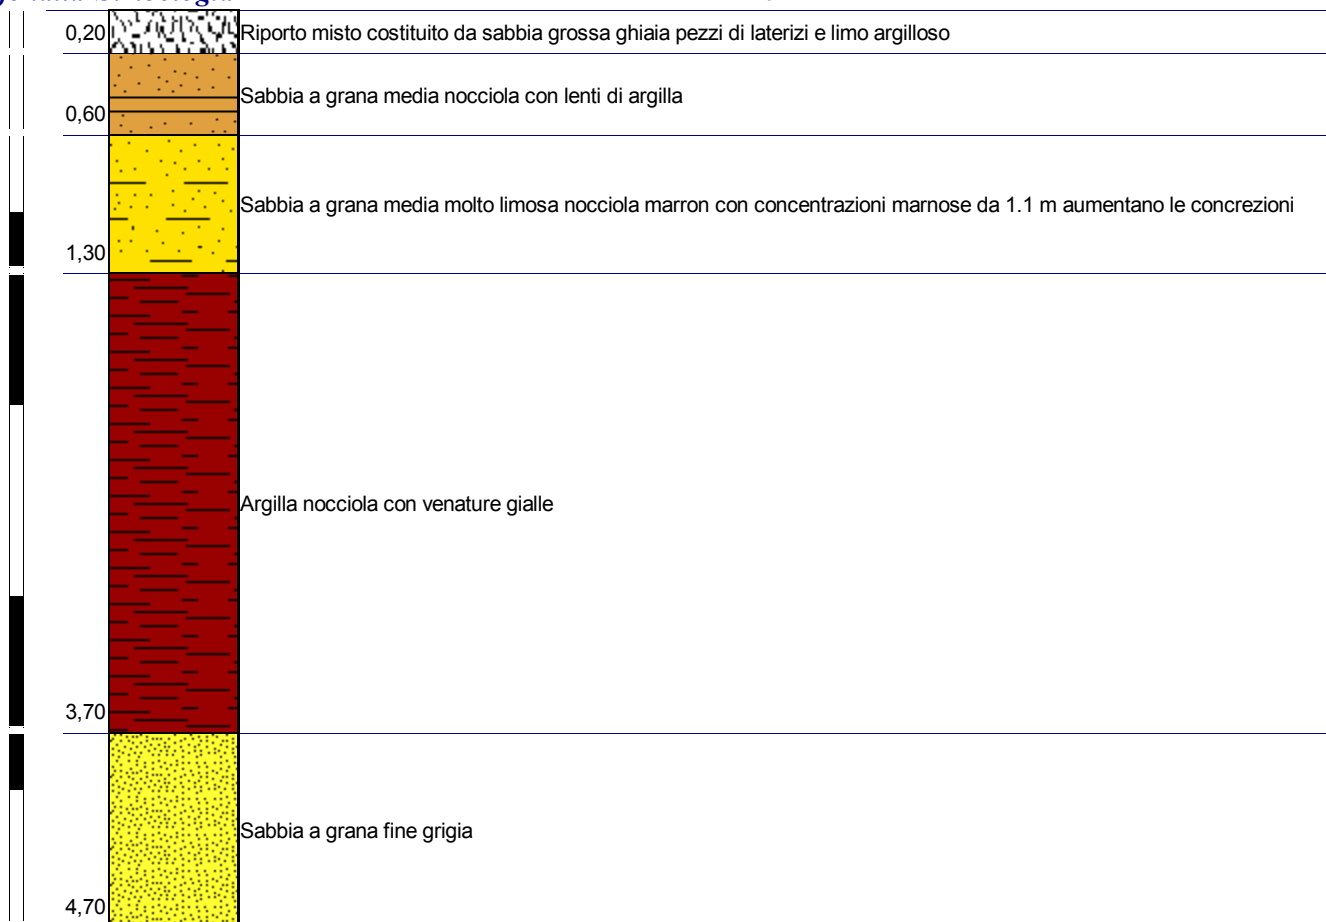 0,20 Riporto misto costituito da sabbia grossa ghiaia pezzi di laterizi e limo argilloso
Sabbia a grana media nocciola con lenti di argilla
0,60
Sabbia a grana media molto limosa nocciola marron con concentrazioni marnose da 1.1 m aumentano le concrezioni
1,30
Argilla nocciola con venature gialle
3,70
Sabbia a grana fine grigia
4,70